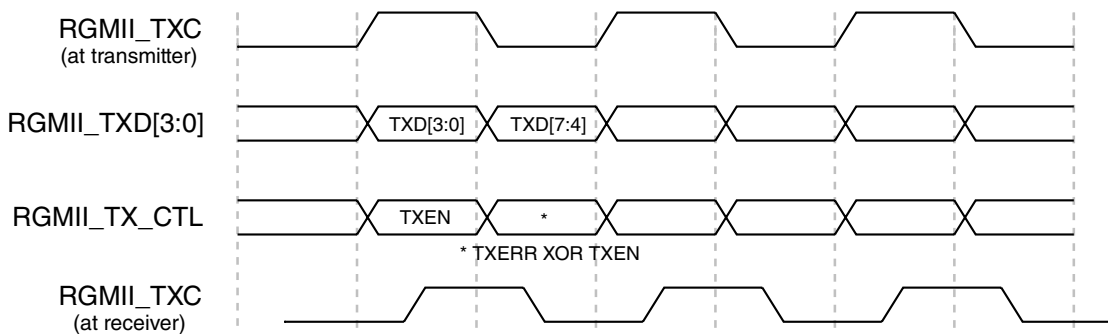 RGMII_TXC
(at transmitter)
RGMII_TXD[3:0]
TXD[3:0]
TXD[7:4]
RGMII_TX_CTL
TXEN
*
* TXERR XOR TXEN
RGMII_TXC
(at receiver)